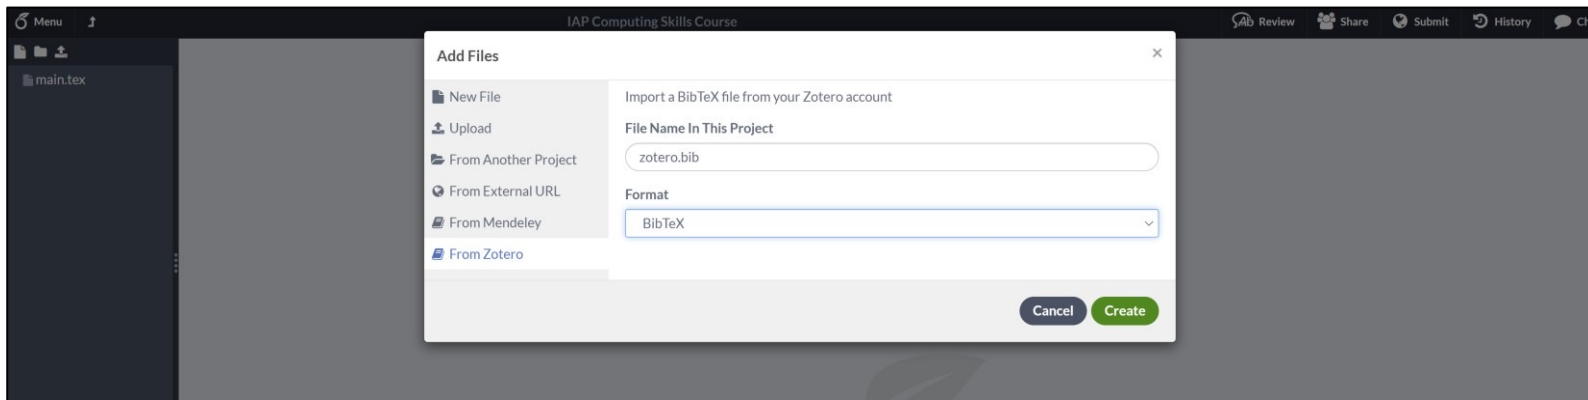 Menu
IAP Computing Skills Course
Review
Share
Submit
History
main.tex
Add Files
×
New File
Upload
From Another Project
From External URL
From Mendeley
From Zotero
Import a BibTeX file from your Zotero account
File Name In This Project
zotero.bib
Format
BibTeX
Cancel
Create